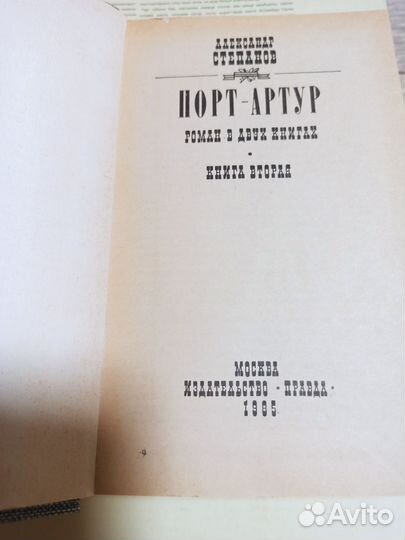 АЛЕКСАНДР
СТЕПАНОВ
ПОРТ-АРТУР
РОМАН В ДВУХ КНИГАХ
•
КНИГА ВТОРАЯ
МОСКВА
ИЗДАТЕЛЬСТВО «ПРАВДА»
1985
Avito